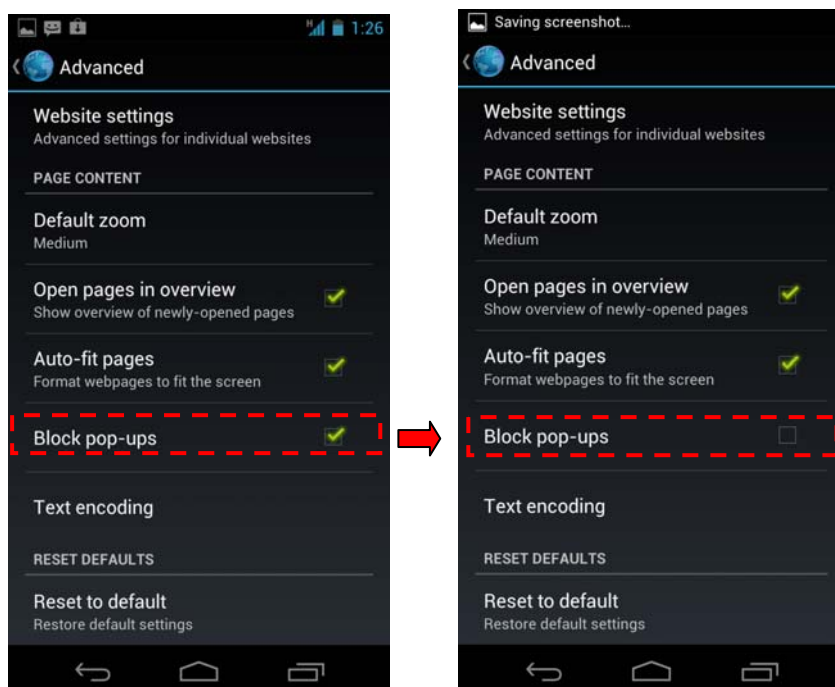 H 1:26
Advanced
Website settings
Advanced settings for individual websites
PAGE CONTENT
Default zoom
Medium
Open pages in overview
Show overview of newly-opened pages
Auto-fit pages
Format webpages to fit the screen
Block pop-ups
Text encoding
RESET DEFAULTS
Reset to default
Restore default settings
Saving screenshot...
Advanced
Website settings
Advanced settings for individual websites
PAGE CONTENT
Default zoom
Medium
Open pages in overview
Show overview of newly-opened pages
Auto-fit pages
Format webpages to fit the screen
Block pop-ups
Text encoding
RESET DEFAULTS
Reset to default
Restore default settings